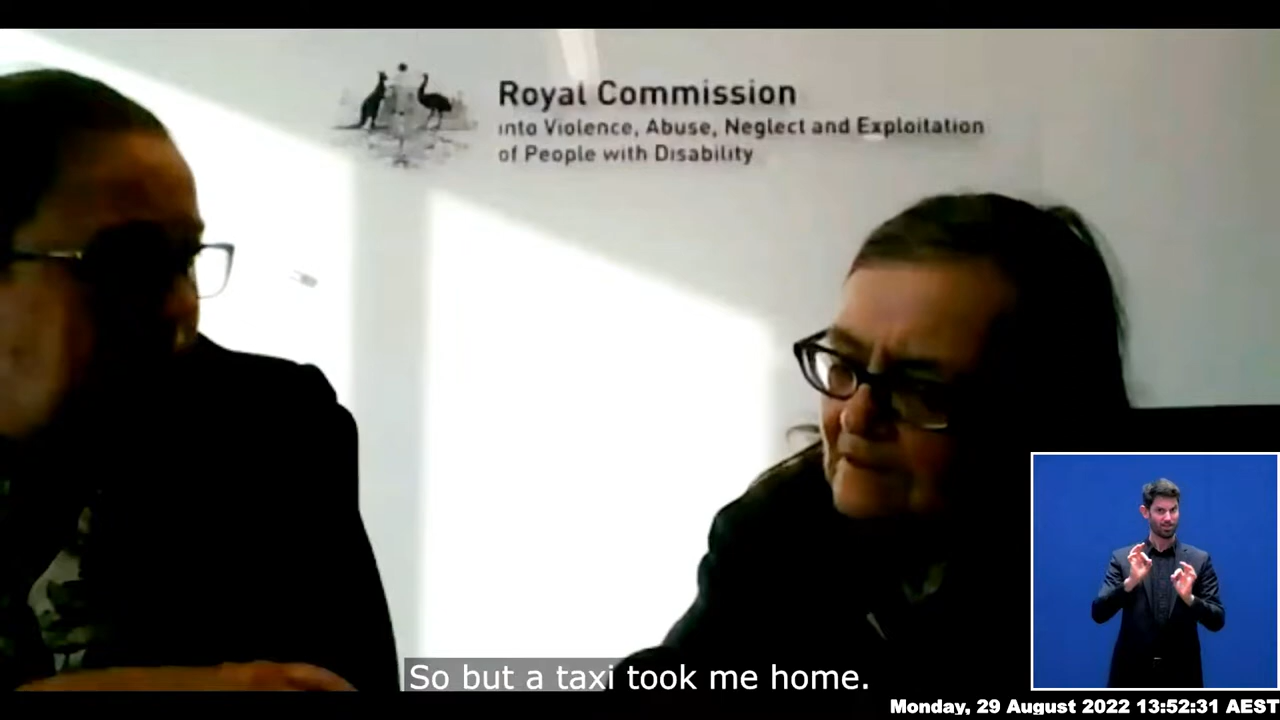 Royal Commission
into Violence, Abuse, Neglect and Exploitation
of People with Disability
So but a taxi took me home.
Monday, 29 August 2022 13:52:31 AEST